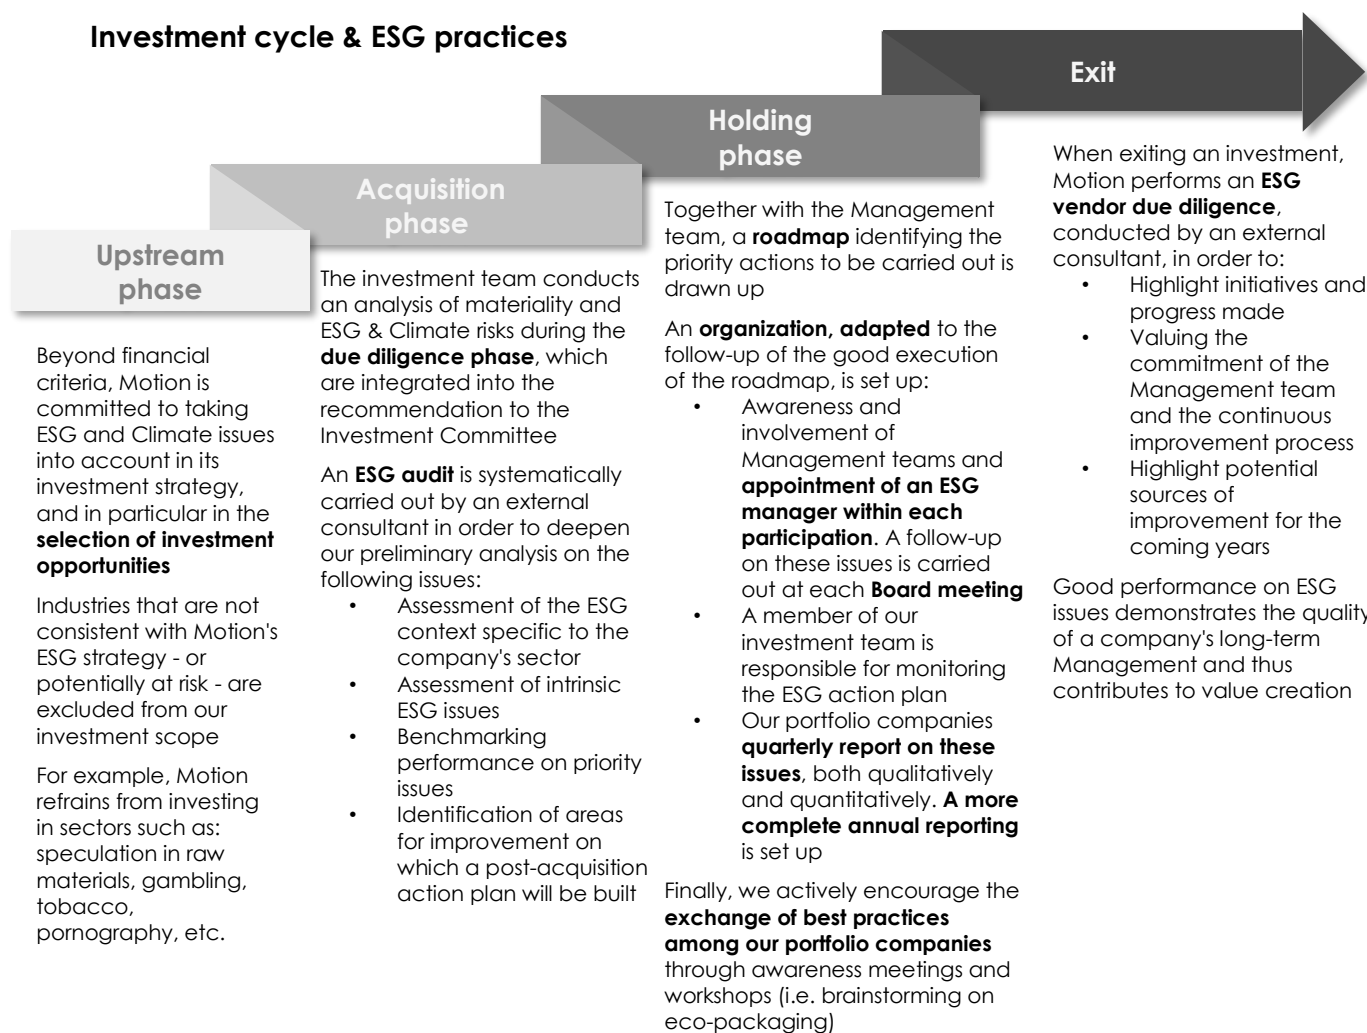 Investment cycle & ESG practices
Upstream
phase
Beyond financial
criteria, Motion is
committed to taking
ESG and Climate issues
into account in its
investment strategy,
and in particular in the
selection of investment
opportunities
Industries that are not
consistent with Motion's
ESG strategy - or
potentially at risk - are
excluded from our
investment scope
For example, Motion
refrains from investing
in sectors such as:
speculation in raw
materials, gambling,
tobacco,
pornography, etc.
Acquisition
phase
The investment team conducts
an analysis of materiality and
ESG & Climate risks during the
due diligence phase, which
are integrated into the
recommendation to the
Investment Committee
An ESG audit is systematically
carried out by an external
consultant in order to deepen
our preliminary analysis on the
following issues:
• Assessment of the ESG
context specific to the
company's sector
• Assessment of intrinsic
ESG issues
• Benchmarking
performance on priority
issues
• Identification of areas
for improvement on
which a post-acquisition
action plan will be built
Holding
phase
Together with the Management
team, a roadmap identifying the
priority actions to be carried out is
drawn up
An organization, adapted to the
follow-up of the good execution
of the roadmap, is set up:
• Awareness and
involvement of
Management teams and
appointment of an ESG
manager within each
participation. A follow-up
on these issues is carried
out at each Board meeting
• A member of our
investment team is
responsible for monitoring
the ESG action plan
• Our portfolio companies
quarterly report on these
issues, both qualitatively
and quantitatively. A more
complete annual reporting
is set up
Finally, we actively encourage the
exchange of best practices
among our portfolio companies
through awareness meetings and
workshops (i.e. brainstorming on
eco-packaging)
Exit
When exiting an investment,
Motion performs an ESG
vendor due diligence,
conducted by an external
consultant, in order to:
• Highlight initiatives and
progress made
• Valuing the
commitment of the
Management team
and the continuous
improvement process
• Highlight potential
sources of
improvement for the
coming years
Good performance on ESG
issues demonstrates the quality
of a company's long-term
Management and thus
contributes to value creation